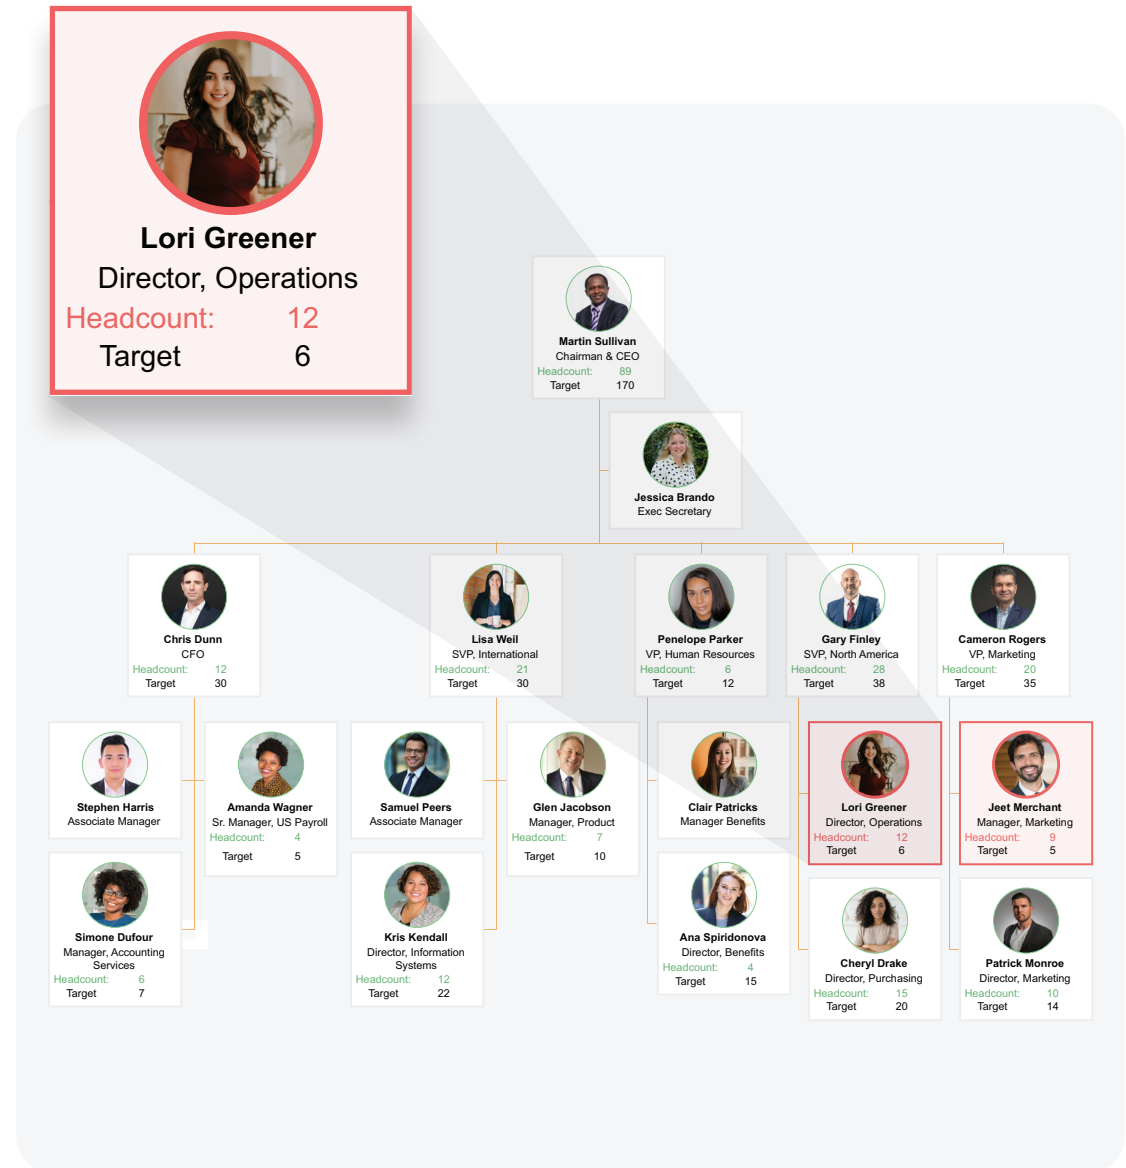 Lori Greener
Director, Operations
Headcount: 12
Target 6
Martin Sullivan
Chairman & CEO
Headcount: 89
Target 170
Jessica Brando
Exec Secretary
Chris Dunn
CFO
Headcount: 12
Target 30
Lisa Weil
SVP, International
Headcount: 21
Target 30
Penelope Parker
VP, Human Resources
Headcount: 6
Target 12
Gary Finley
SVP, North America
Headcount: 28
Target 38
Cameron Rogers
VP, Marketing
Headcount: 20
Target 35
Stephen Harris
Associate Manager
Amanda Wagner
Sr. Manager, US Payroll
Headcount: 4
Target 5
Samuel Peers
Associate Manager
Glen Jacobson
Manager, Product
Headcount: 7
Target 10
Clair Patricks
Manager Benefits
Lori Greener
Director, Operations
Headcount: 12
Target 6
Jeet Merchant
Manager, Marketing
Headcount: 9
Target 5
Simone Dufour
Manager, Accounting
Services
Headcount: 6
Target 7
Kris Kendall
Director, Information
Systems
Headcount: 12
Target 22
Ana Spiridonova
Director, Benefits
Headcount: 4
Target 15
Cheryl Drake
Director, Purchasing
Headcount: 15
Target 20
Patrick Monroe
Director, Marketing
Headcount: 10
Target 14